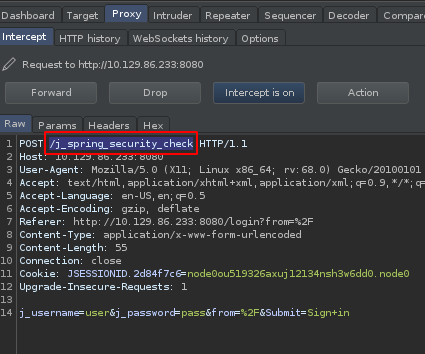 Dashboard Target Proxy Intruder Repeater Sequencer Decoder Compare
Intercept HTTP history WebSockets history Options
Request to http://10.129.86.233:8080
Forward Drop Intercept is on Action
Raw Params Headers Hex
1 POST /j_spring_security_check HTTP/1.1
2 Host: 10.129.86.233:8080
3 User-Agent: Mozilla/5.0 (X11; Linux x86_64; rv:68.0) Gecko/20100101
4 Accept: text/html,application/xhtml+xml,application/xml;q=0.9,*/*;q=
5 Accept-Language: en-US,en;q=0.5
6 Accept-Encoding: gzip, deflate
7 Referer: http://10.129.86.233:8080/login?from=%2F
8 Content-Type: application/x-www-form-urlencoded
9 Content-Length: 55
10 Connection: close
11 Cookie: JSESSIONID.2d84f7c6=node0ou519326axuj12134nsh3w6dd0.node0
12 Upgrade-Insecure-Requests: 1
13
14 j_username=user&j_password=pass&from=%2F&Submit=Sign+in